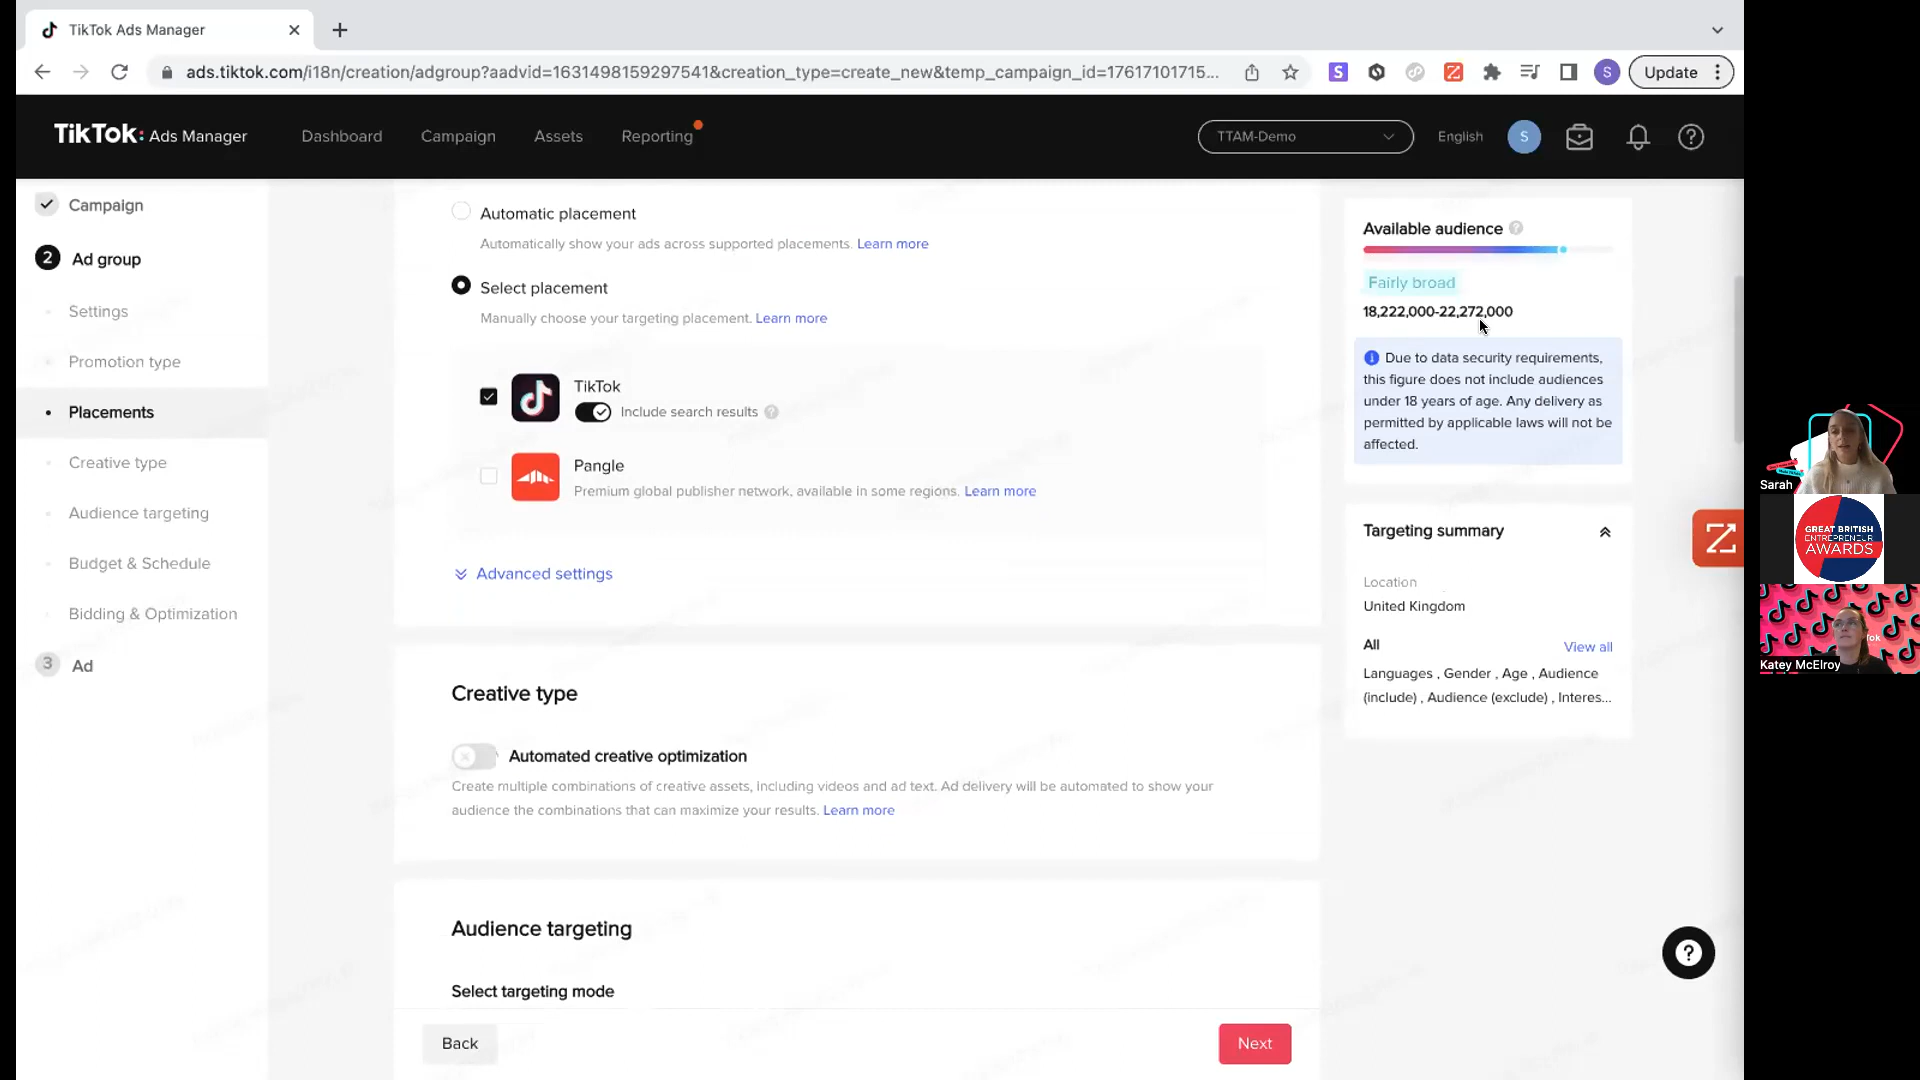 TikTok Ads Manager
ads.tiktok.com/i18n/creation/adgroup?aadvid=1631498159297541&creation_type=create_new&temp_campaign_id=17617101715...
Update
TikTok: Ads Manager
Dashboard
Campaign
Assets
Reporting
TTAM-Demo
English
S
Campaign
2 Ad group
Settings
Promotion type
Placements
Creative type
Audience targeting
Budget & Schedule
Bidding & Optimization
3 Ad
Automatic placement
Automatically show your ads across supported placements. Learn more
Select placement
Manually choose your targeting placement. Learn more
TikTok
Include search results
Pangle
Premium global publisher network, available in some regions. Learn more
Advanced settings
Creative type
Automated creative optimization
Create multiple combinations of creative assets, including videos and ad text. Ad delivery will be automated to show your
audience the combinations that can maximize your results. Learn more
Audience targeting
Select targeting mode
Back
Next
Available audience
Fairly broad
18,222,000-22,272,000
Due to data security requirements,
this figure does not include audiences
under 18 years of age. Any delivery as
permitted by applicable laws will not be
affected.
Targeting summary
Location
United Kingdom
All View all
Languages , Gender , Age , Audience
(include) , Audience (exclude) , Interes...
Sarah
GREAT BRITISH
ENTREPRENEUR
AWARDS
Katey McElroy